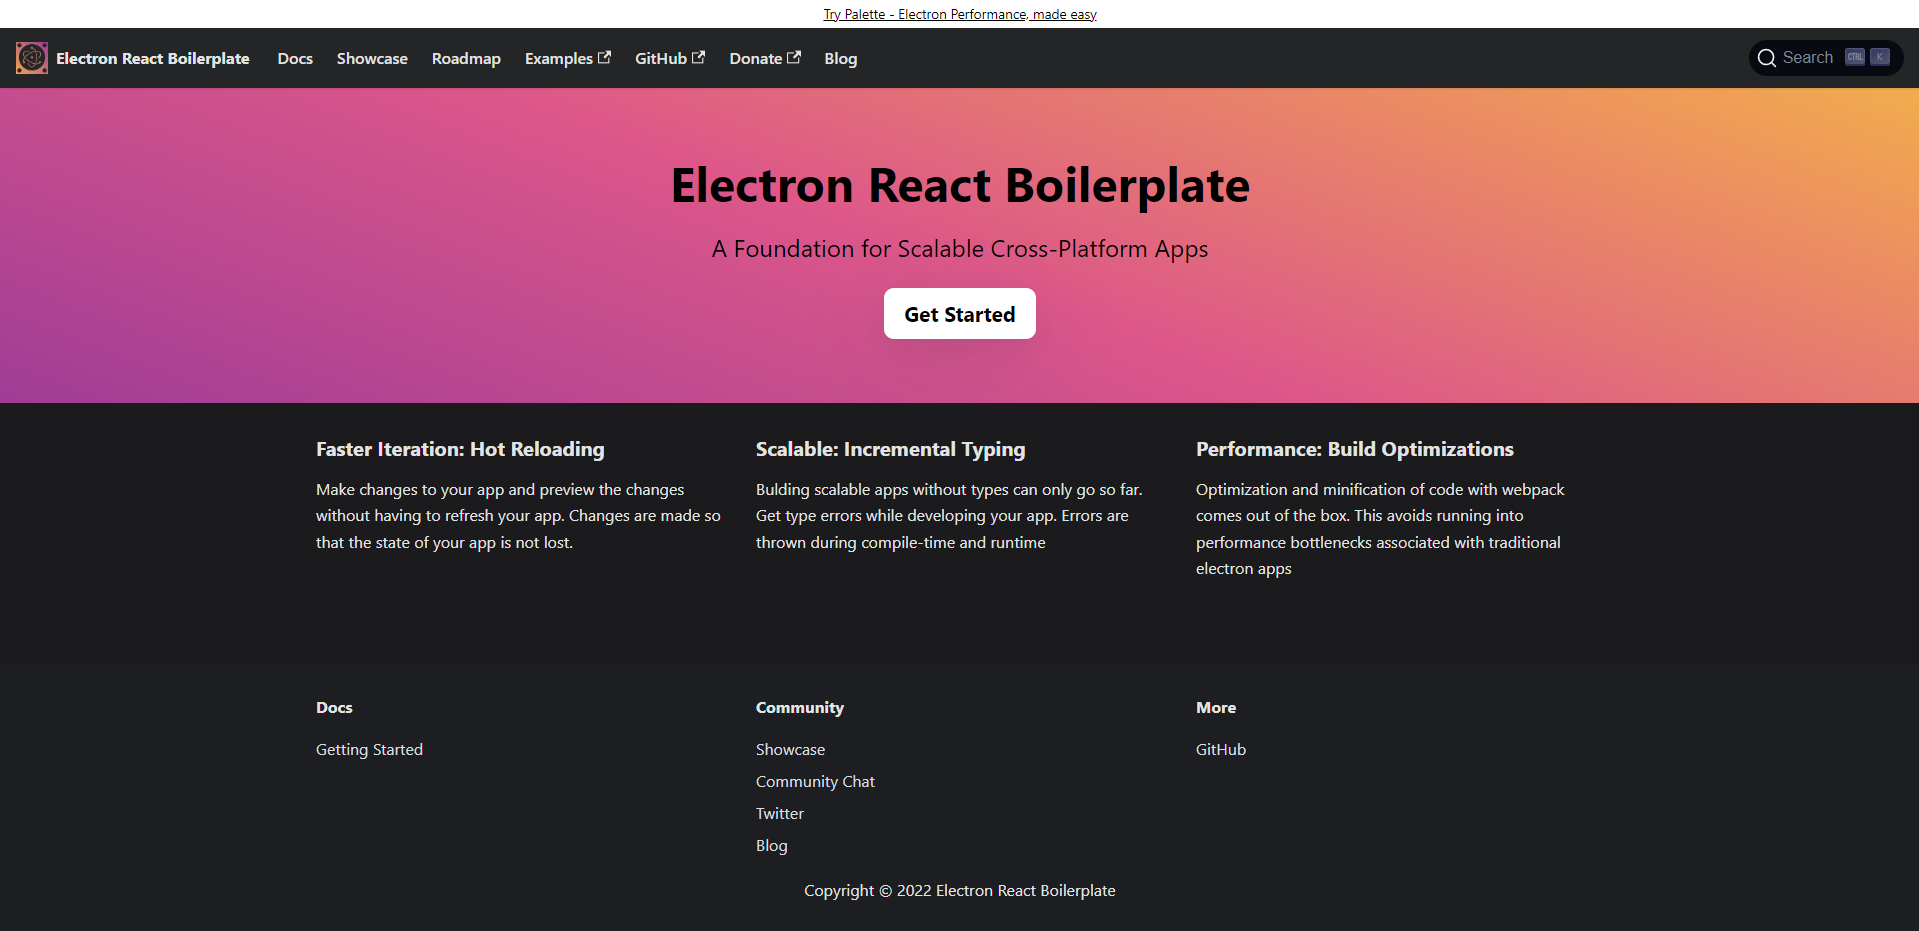 Try Palette - Electron Performance, made easy
Electron React Boilerplate Docs Showcase Roadmap Examples GitHub Donate Blog Search CTRL K
Electron React Boilerplate
A Foundation for Scalable Cross-Platform Apps
Get Started
Faster Iteration: Hot Reloading
Make changes to your app and preview the changes
without having to refresh your app. Changes are made so
that the state of your app is not lost.
Scalable: Incremental Typing
Bulding scalable apps without types can only go so far.
Get type errors while developing your app. Errors are
thrown during compile-time and runtime
Performance: Build Optimizations
Optimization and minification of code with webpack
comes out of the box. This avoids running into
performance bottlenecks associated with traditional
electron apps
Docs
Getting Started
Community
Showcase
Community Chat
Twitter
Blog
More
GitHub
Copyright © 2022 Electron React Boilerplate